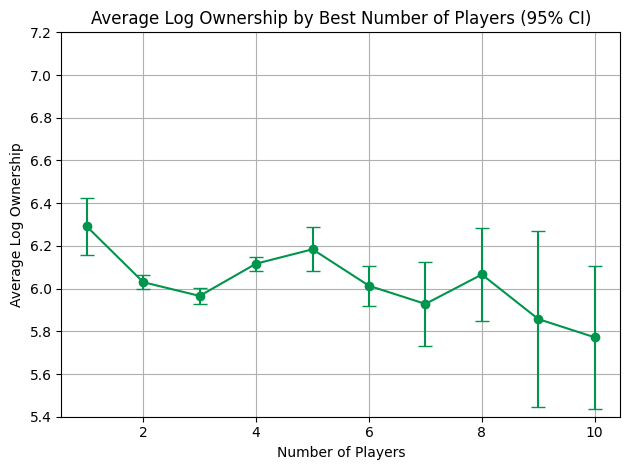 Average Log Ownership by Best Number of Players (95% CI)
Average Log Ownership
7.2
7.0
6.8
6.6
6.4
6.2
6.0
5.8
5.6
5.4
2 4 6 8 10
Number of Players